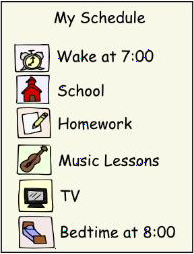 My Schedule
Wake at 7:00
School
Homework
Music Lessons
TV
Bedtime at 8:00